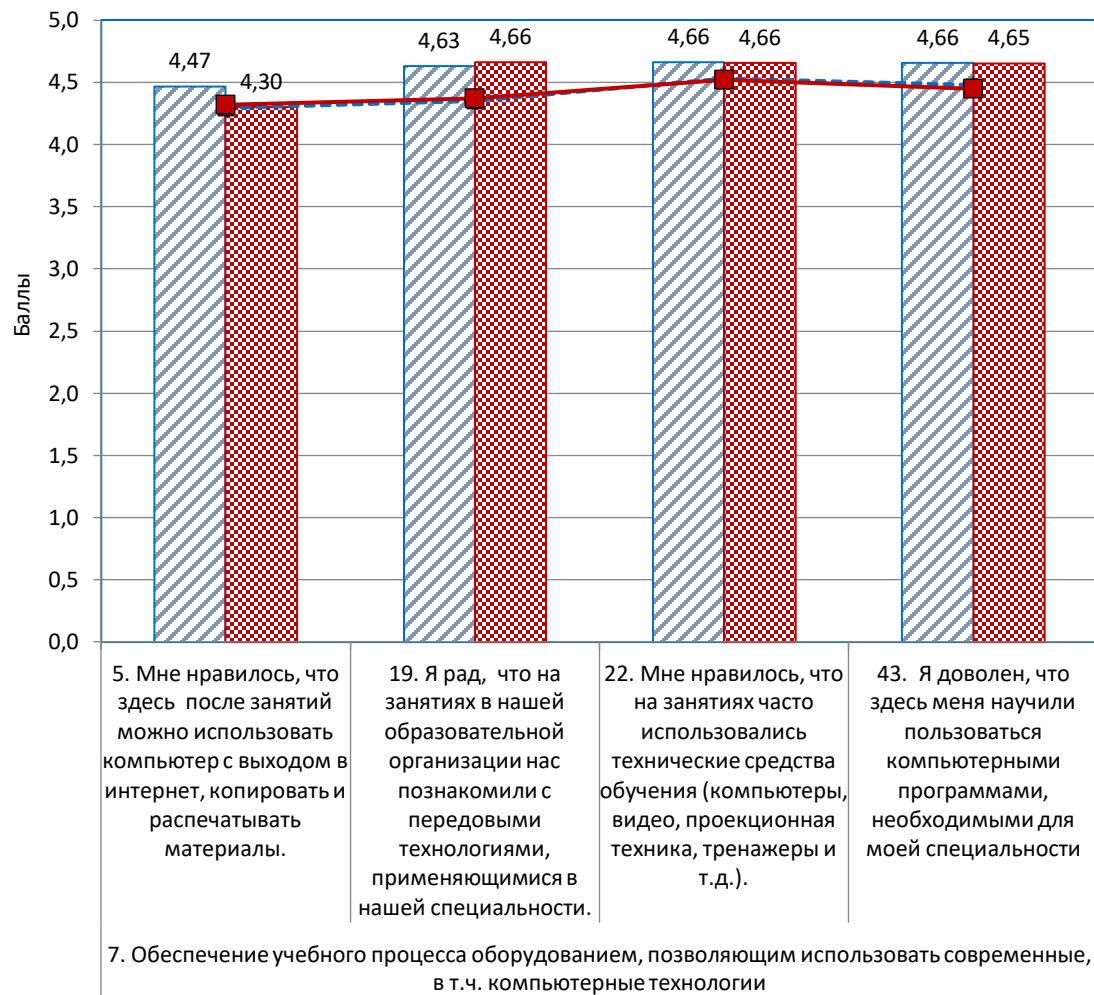 5,0
4,5
4,0
3,5
3,0
2,5
2,0
1,5
1,0
0,5
0,0
Баллы
4,47
4,30
4,63
4,66
4,66
4,66
4,66
4,65
5. Мне нравилось, что
здесь после занятий
можно использовать
компьютер с выходом в
интернет, копировать и
распечатывать
материалы.
19. Я рад, что на
занятиях в нашей
образовательной
организации нас
познакомили с
передовыми
технологиями,
применяющимися в
нашей специальности.
22. Мне нравилось, что
на занятиях часто
использовались
технические средства
обучения (компьютеры,
видео, проекционная
техника, тренажеры и
т.д.).
43. Я доволен, что
здесь меня научили
пользоваться
компьютерными
программами,
необходимыми для
моей специальности
7. Обеспечение учебного процесса оборудованием, позволяющим использовать современные,
в т.ч. компьютерные технологии